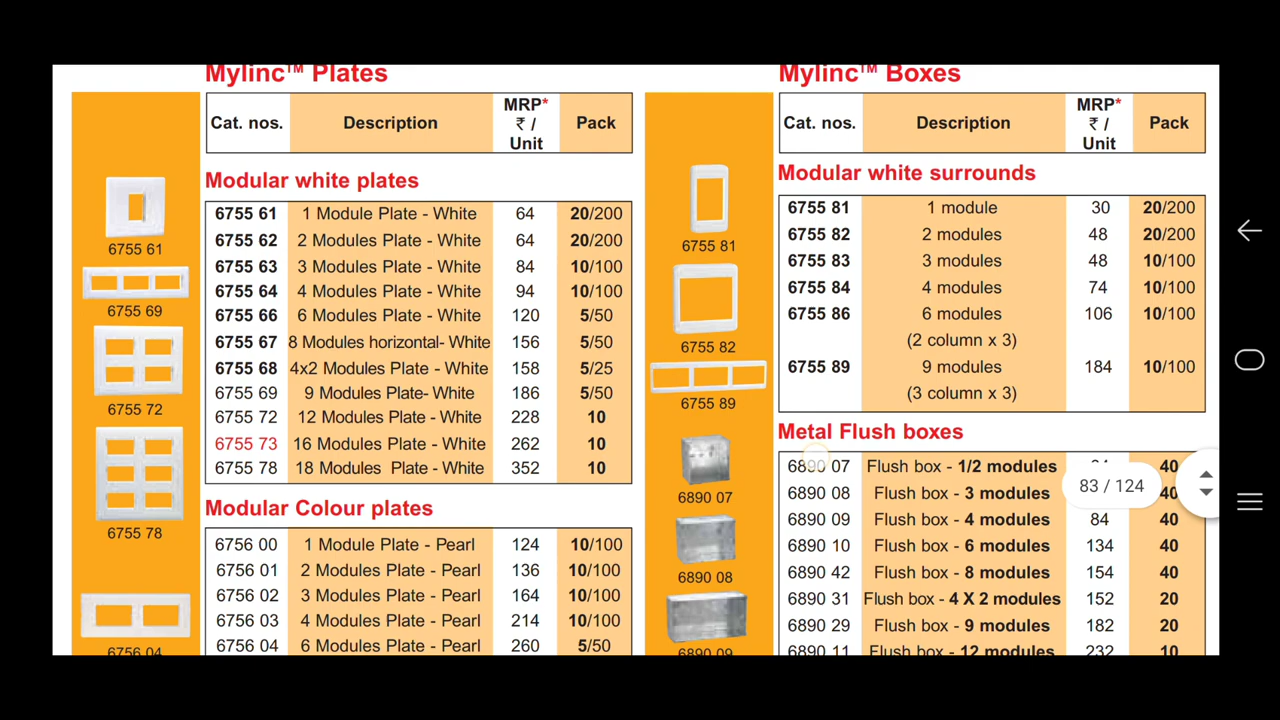 Mylinc™ Plates
Cat. nos. Description MRP* ₹ / Unit Pack
Modular white plates
6755 61 1 Module Plate - White 64 20/200
6755 62 2 Modules Plate - White 64 20/200
6755 63 3 Modules Plate - White 84 10/100
6755 64 4 Modules Plate - White 94 10/100
6755 66 6 Modules Plate - White 120 5/50
6755 67 8 Modules horizontal- White 156 5/50
6755 68 4x2 Modules Plate - White 158 5/25
6755 69 9 Modules Plate- White 186 5/50
6755 72 12 Modules Plate - White 228 10
6755 73 16 Modules Plate - White 262 10
6755 78 18 Modules Plate - White 352 10
Modular Colour plates
6756 00 1 Module Plate - Pearl 124 10/100
6756 01 2 Modules Plate - Pearl 136 10/100
6756 02 3 Modules Plate - Pearl 164 10/100
6756 03 4 Modules Plate - Pearl 214 10/100
6756 04 6 Modules Plate - Pearl 260 5/50
6755 61
6755 69
6755 72
6755 78
6756 04
Mylinc™ Boxes
Cat. nos. Description MRP* ₹ / Unit Pack
Modular white surrounds
6755 81 1 module 30 20/200
6755 82 2 modules 48 20/200
6755 83 3 modules 48 10/100
6755 84 4 modules 74 10/100
6755 86 6 modules 106 10/100
(2 column x 3)
6755 89 9 modules 184 10/100
(3 column x 3)
Metal Flush boxes
6890 07 Flush box - 1/2 modules 40
6890 08 Flush box - 3 modules 40
6890 09 Flush box - 4 modules 84 40
6890 10 Flush box - 6 modules 134 40
6890 42 Flush box - 8 modules 154 40
6890 31 Flush box - 4 X 2 modules 152 20
6890 29 Flush box - 9 modules 182 20
6890 11 Flush box - 12 modules 232 10
6755 81
6755 82
6755 89
6890 07
6890 08
6890 09
83 / 124